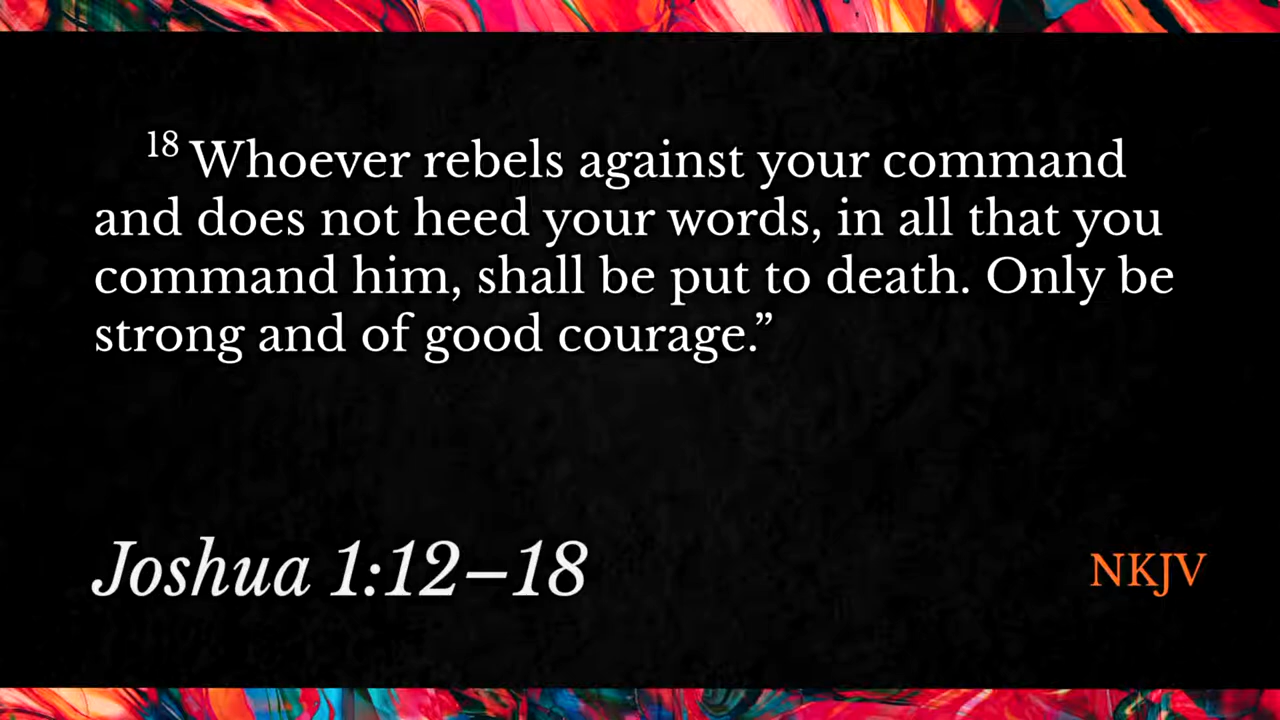 18 Whoever rebels against your command
and does not heed your words, in all that you
command him, shall be put to death. Only be
strong and of good courage.”
Joshua 1:12–18
NKJV